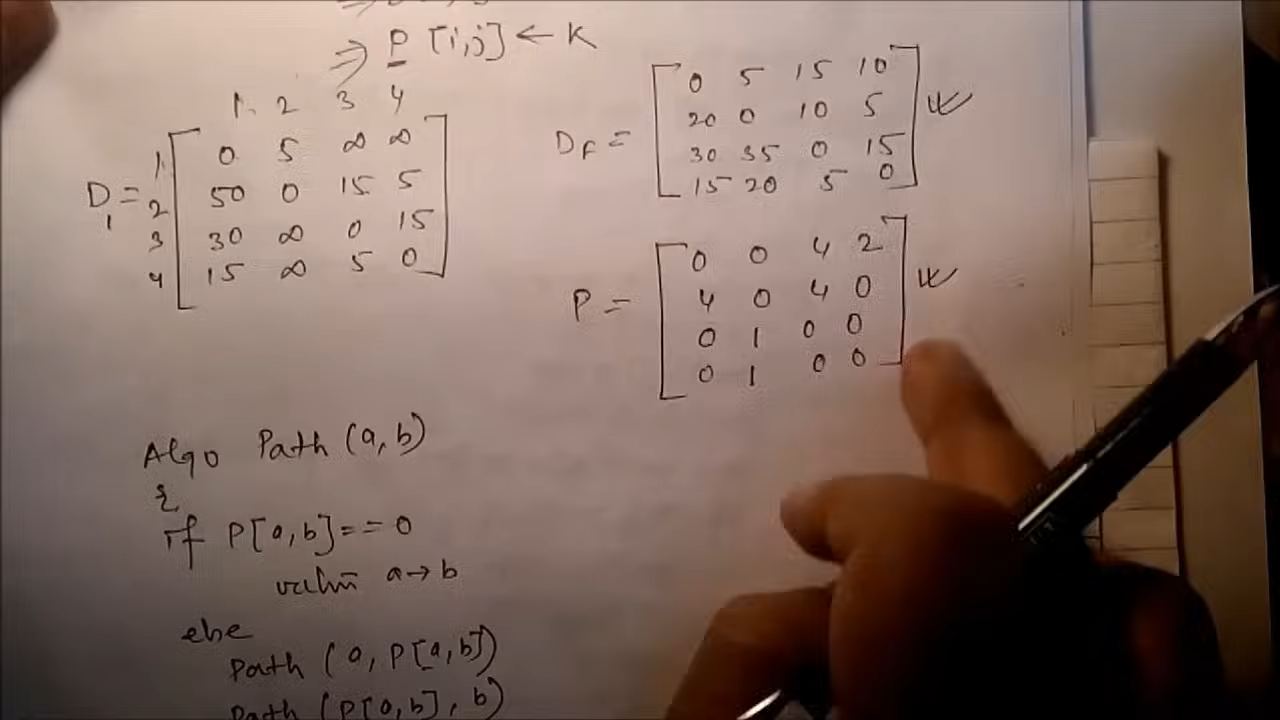 ⇒ P [i,j] ← K
1 2 3 4
D₁ =
1 [ 0 5 ∞ ∞ ]
2 [ 50 0 15 5 ]
3 [ 30 ∞ 0 15 ]
4 [ 15 ∞ 5 0 ]
D_F =
[ 0 5 15 10 ]
[ 20 0 10 5 ]
[ 30 35 0 15 ]
[ 15 20 5 0 ]
P =
[ 0 0 4 2 ]
[ 4 0 4 0 ]
[ 0 1 0 0 ]
[ 0 1 0 0 ]
Algo Path (a, b)
{
if P[a,b] == 0
return a → b
else
Path (a, P[a,b])
Path (P[a,b], b)